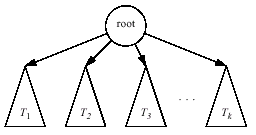 root
T1 T2 T3 . . . Tk